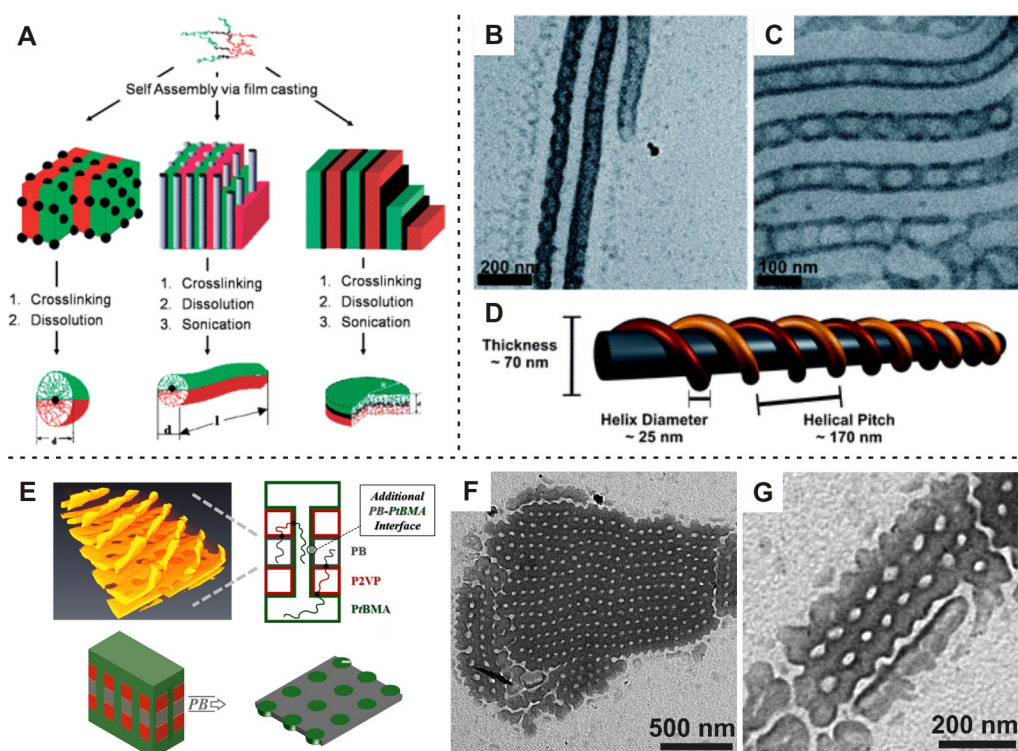 A
Self Assembly via film casting
1. Crosslinking
2. Dissolution
1. Crosslinking
2. Dissolution
3. Sonication
1. Crosslinking
2. Dissolution
3. Sonication
d
d
l
B
200 nm
C
100 nm
D
Thickness
~ 70 nm
Helix Diameter
~ 25 nm
Helical Pitch
~ 170 nm
E
Additional
PB-PtBMA
Interface
PB
P2VP
PtBMA
PB
F
500 nm
G
200 nm